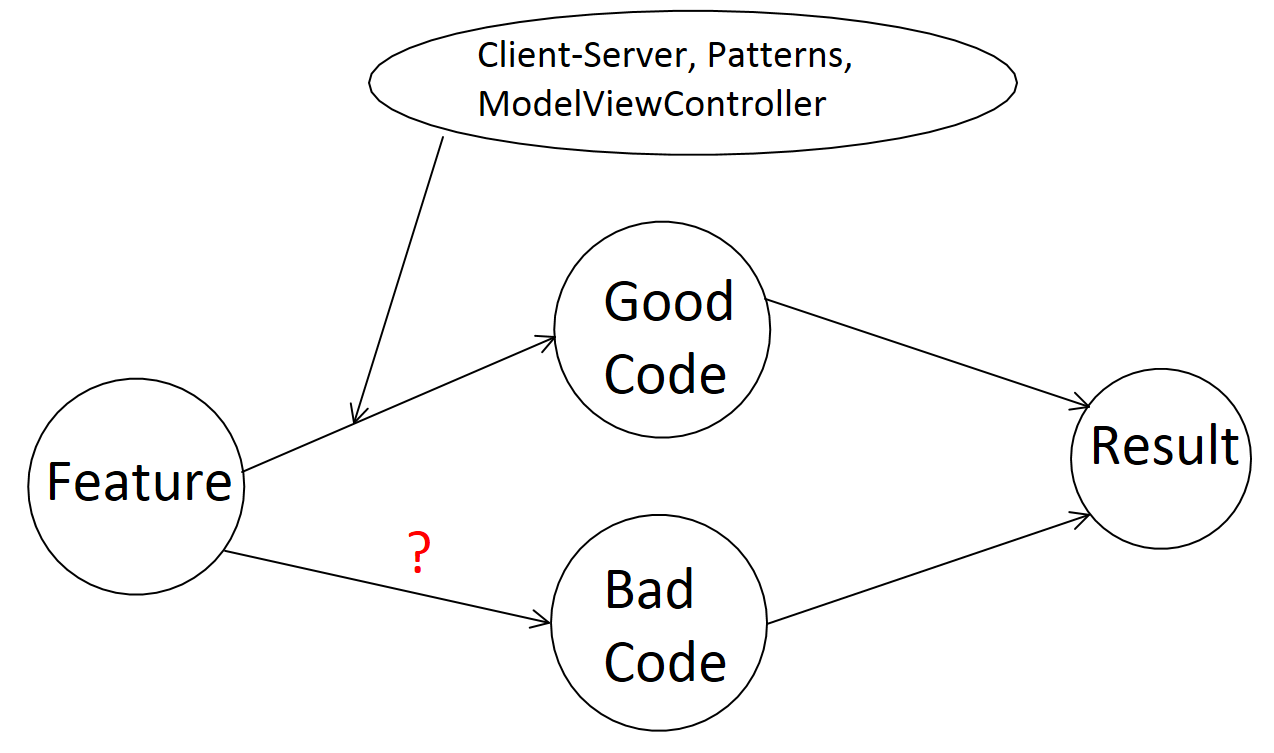 Client-Server, Patterns,
ModelViewController
Good
Code
Feature
Result
?
Bad
Code